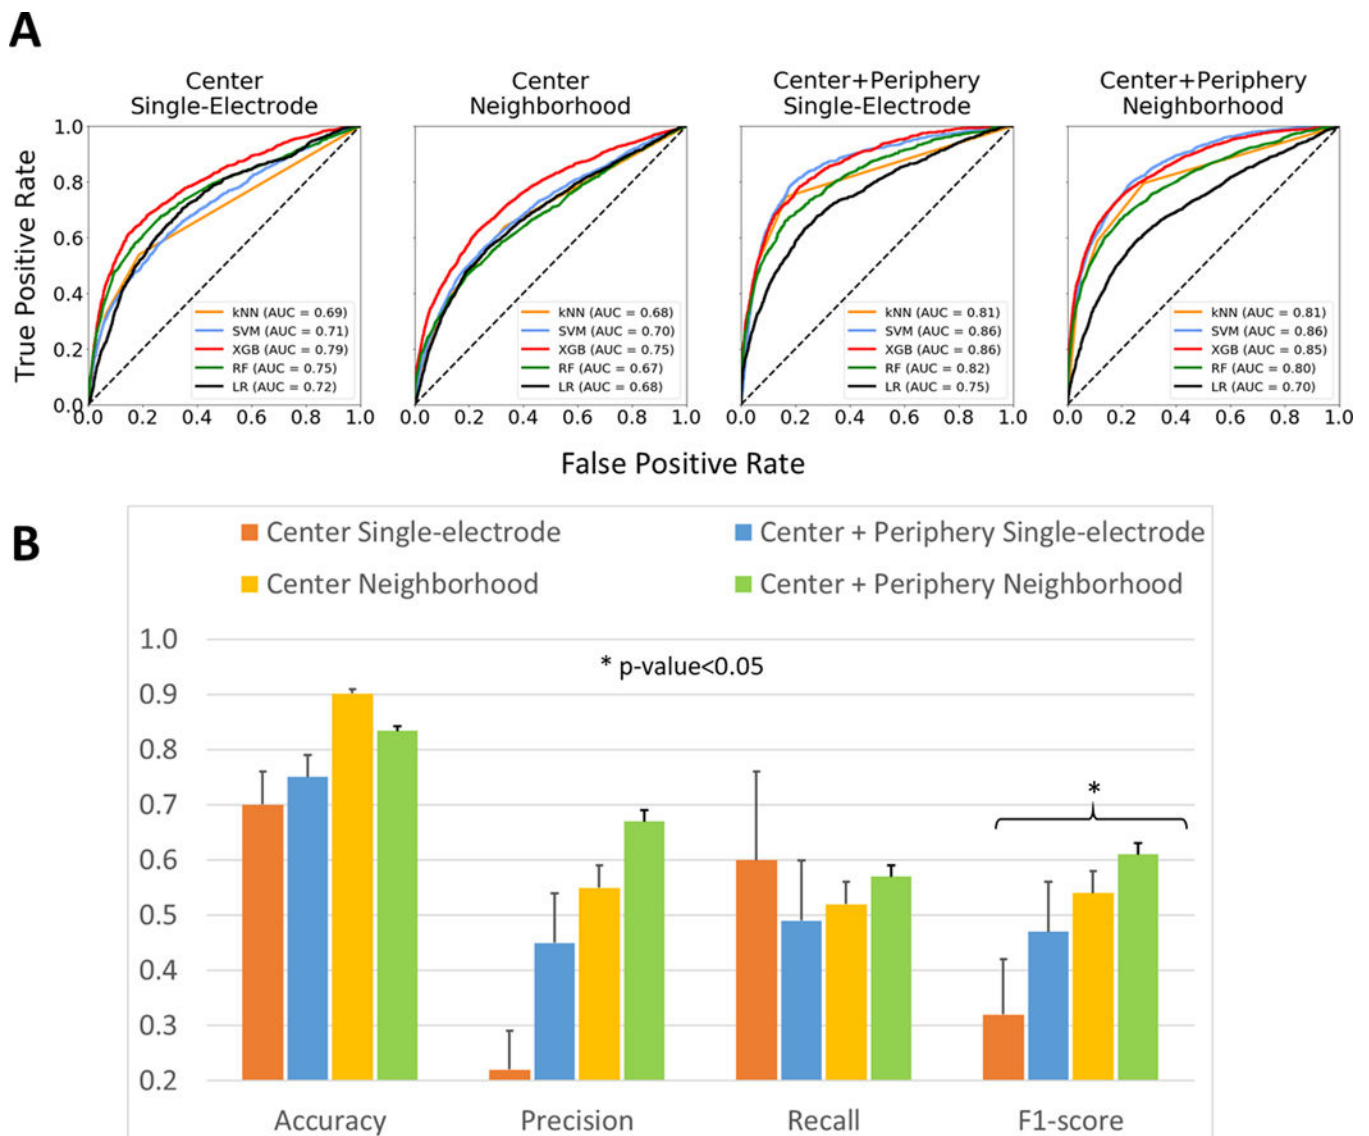 A
Center
Single-Electrode
Center
Neighborhood
Center+Periphery
Single-Electrode
Center+Periphery
Neighborhood
True Positive Rate
1.0
0.8
0.6
0.4
0.2
0.0
kNN (AUC = 0.69)
SVM (AUC = 0.71)
XGB (AUC = 0.79)
RF (AUC = 0.75)
LR (AUC = 0.72)
0.0 0.2 0.4 0.6 0.8 1.0
kNN (AUC = 0.68)
SVM (AUC = 0.70)
XGB (AUC = 0.75)
RF (AUC = 0.67)
LR (AUC = 0.68)
0.0 0.2 0.4 0.6 0.8 1.0
kNN (AUC = 0.81)
SVM (AUC = 0.86)
XGB (AUC = 0.86)
RF (AUC = 0.82)
LR (AUC = 0.75)
0.0 0.2 0.4 0.6 0.8 1.0
kNN (AUC = 0.81)
SVM (AUC = 0.86)
XGB (AUC = 0.85)
RF (AUC = 0.80)
LR (AUC = 0.70)
0.0 0.2 0.4 0.6 0.8 1.0
False Positive Rate
B
Center Single-electrode
Center + Periphery Single-electrode
Center Neighborhood
Center + Periphery Neighborhood
1.0
0.9
0.8
0.7
0.6
0.5
0.4
0.3
0.2
* p-value<0.05
*
Accuracy
Precision
Recall
F1-score